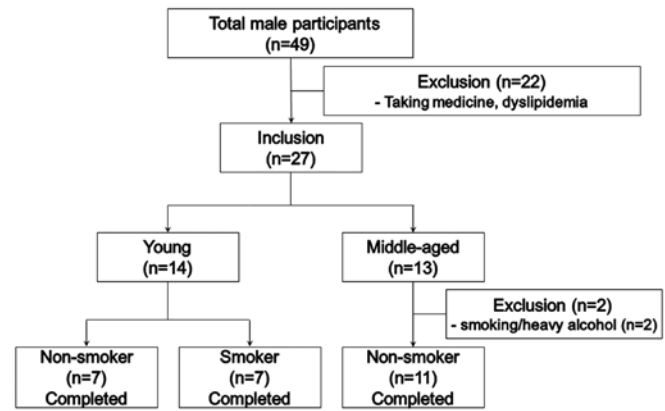 Total male participants
(n=49)
Exclusion (n=22)
- Taking medicine, dyslipidemia
Inclusion
(n=27)
Young
(n=14)
Middle-aged
(n=13)
Exclusion (n=2)
- smoking/heavy alcohol (n=2)
Non-smoker
(n=7)
Completed
Smoker
(n=7)
Completed
Non-smoker
(n=11)
Completed